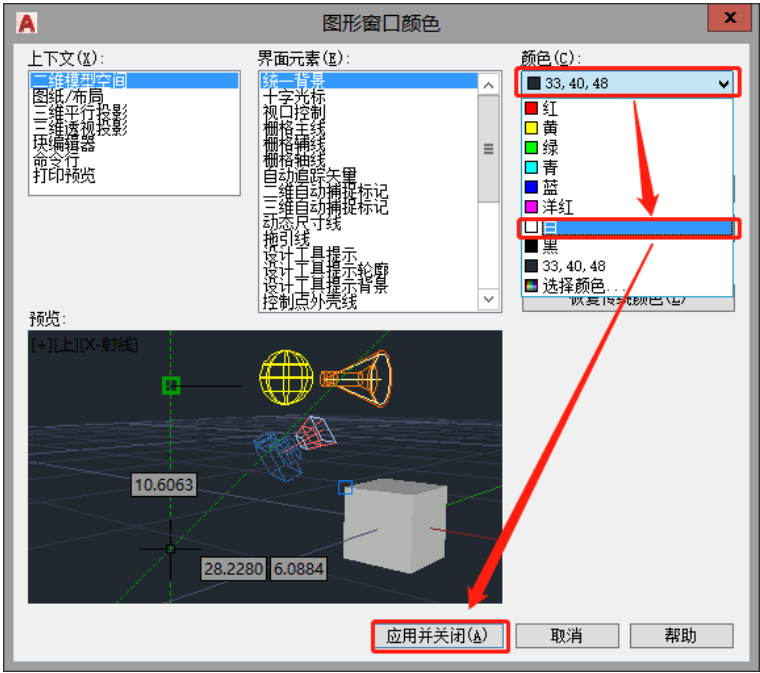 图形窗口颜色
上下文(X):
二维模型空间
图纸/布局
三维平行投影
三维透视投影
块编辑器
命令行
打印预览
界面元素(E):
统一背景
十字光标
视口控制
栅格主线
栅格辅线
栅格轴线
自动追踪矢量
二维自动捕捉标记
三维自动捕捉标记
动态尺寸线
拖引线
设计工具提示
设计工具提示轮廓
设计工具提示背景
控制点外壳线
颜色(C):
33, 40, 48
红
黄
绿
青
蓝
洋红
白
黑
33, 40, 48
选择颜色...
恢复传统颜色(L)
预览:
[+][上][X-射线]
10.6063
28.2280 6.0884
应用并关闭(A)
取消
帮助